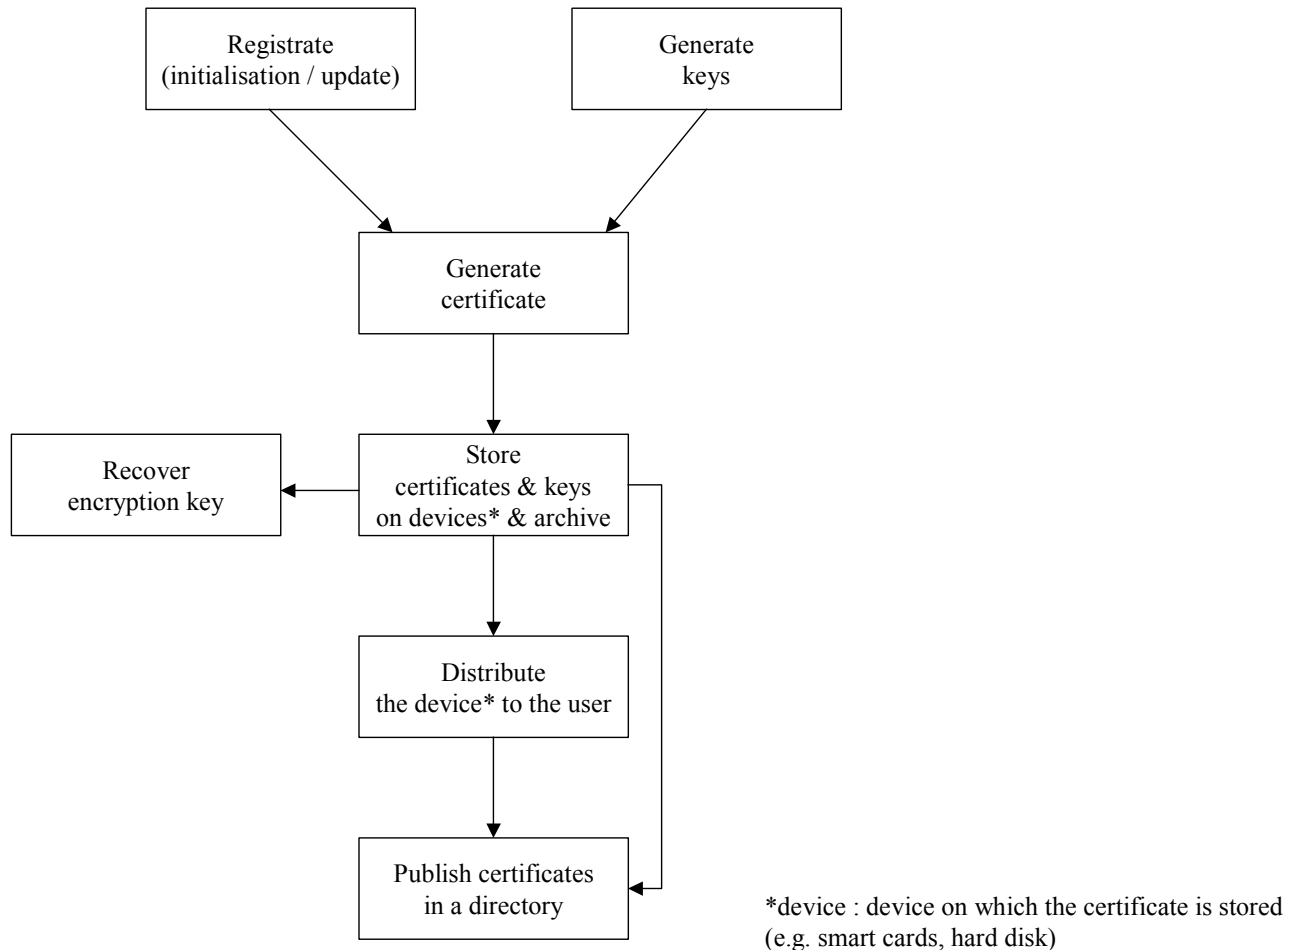 Registrate
(initialisation / update)
Generate
keys
Generate
certificate
Recover
encryption key
Store
certificates & keys
on devices* & archive
Distribute
the device* to the user
Publish certificates
in a directory
*device : device on which the certificate is stored
(e.g. smart cards, hard disk)